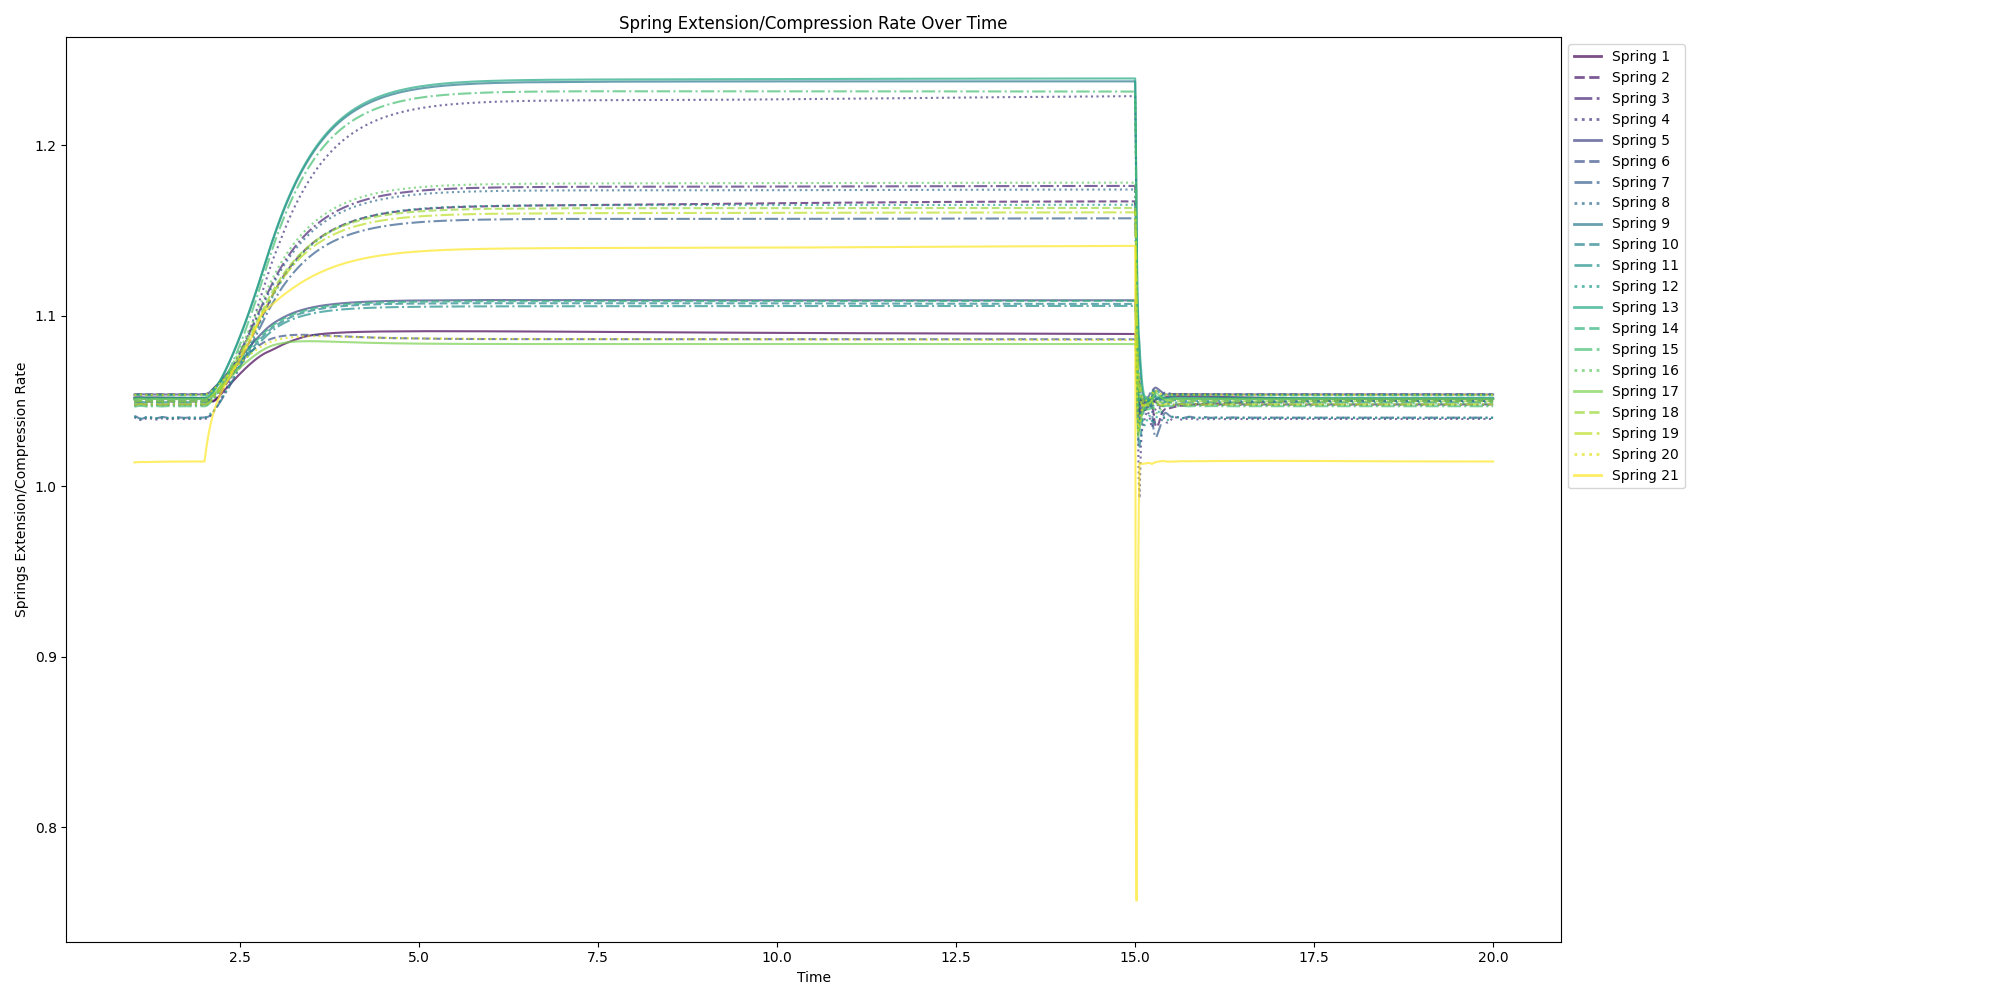 Spring Extension/Compression Rate Over Time
Springs Extension/Compression Rate
1.2
1.1
1.0
0.9
0.8
2.5
5.0
7.5
10.0
12.5
15.0
17.5
20.0
Time
Spring 1
Spring 2
Spring 3
Spring 4
Spring 5
Spring 6
Spring 7
Spring 8
Spring 9
Spring 10
Spring 11
Spring 12
Spring 13
Spring 14
Spring 15
Spring 16
Spring 17
Spring 18
Spring 19
Spring 20
Spring 21